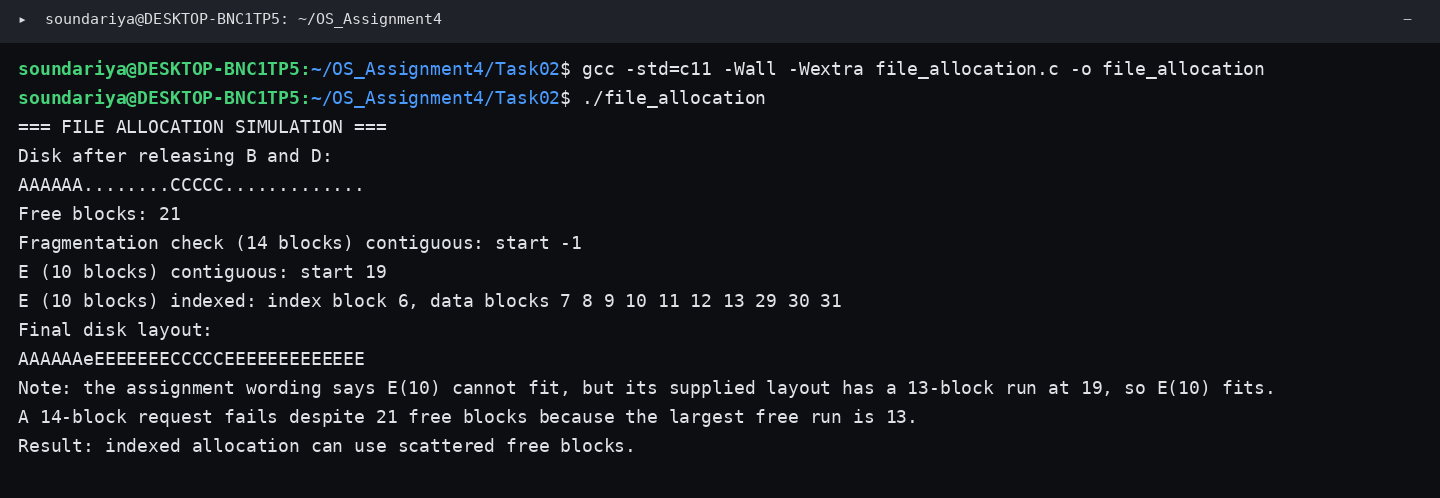 soundariya@DESKTOP-BNC1TP5: ~/OS_Assignment4
soundariya@DESKTOP-BNC1TP5:~/OS_Assignment4/Task02$ gcc -std=c11 -Wall -Wextra file_allocation.c -o file_allocation
soundariya@DESKTOP-BNC1TP5:~/OS_Assignment4/Task02$ ./file_allocation
=== FILE ALLOCATION SIMULATION ===
Disk after releasing B and D:
AAAAAA........CCCCC.............
Free blocks: 21
Fragmentation check (14 blocks) contiguous: start -1
E (10 blocks) contiguous: start 19
E (10 blocks) indexed: index block 6, data blocks 7 8 9 10 11 12 13 29 30 31
Final disk layout:
AAAAAAeEEEEEEECCCCCEEEEEEEEEEEEE
Note: the assignment wording says E(10) cannot fit, but its supplied layout has a 13-block run at 19, so E(10) fits.
A 14-block request fails despite 21 free blocks because the largest free run is 13.
Result: indexed allocation can use scattered free blocks.